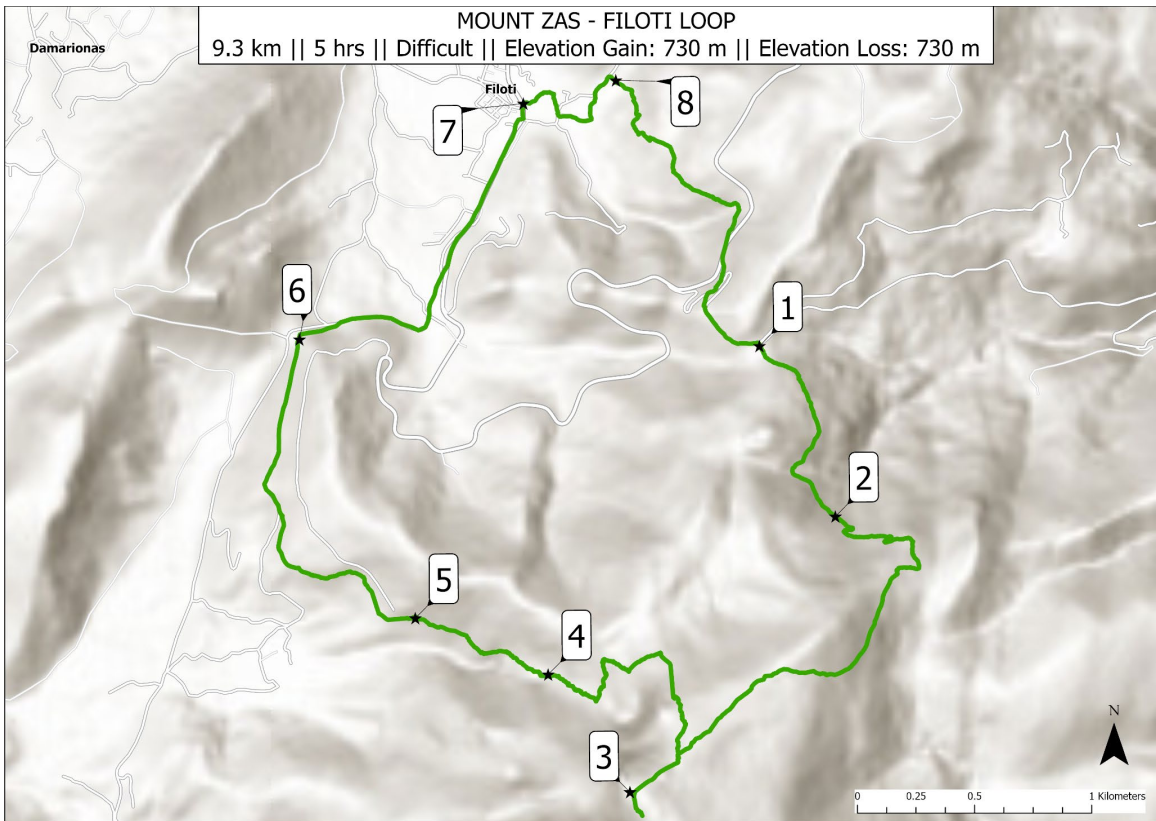 MOUNT ZAS - FILOTI LOOP
9.3 km || 5 hrs || Difficult || Elevation Gain: 730 m || Elevation Loss: 730 m
Damarionas
Filoti
8
7
6
1
2
5
4
3
N
0 0.25 0.5 1 Kilometers